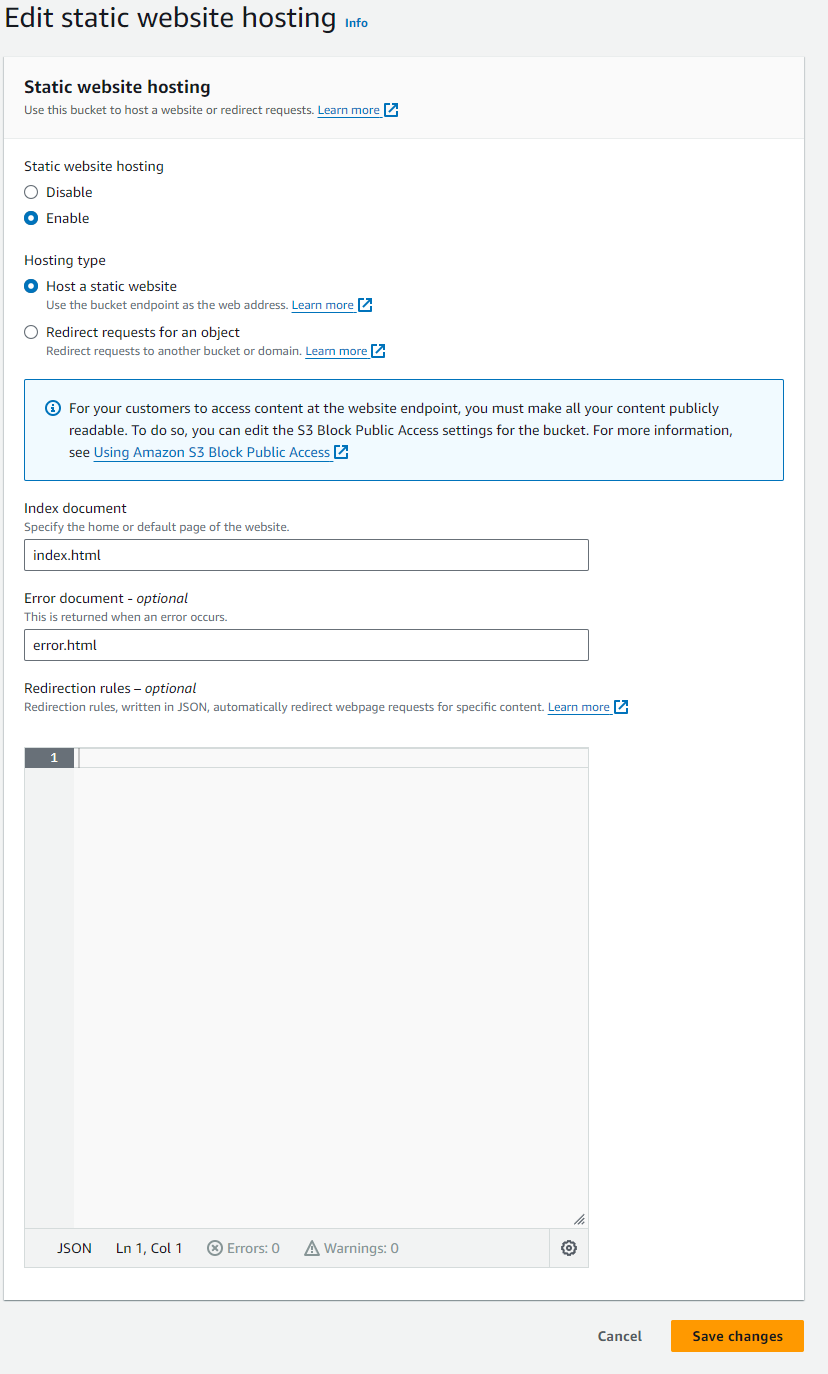 Edit static website hosting Info
Static website hosting
Use this bucket to host a website or redirect requests. Learn more
Static website hosting
Disable
Enable
Hosting type
Host a static website
Use the bucket endpoint as the web address. Learn more
Redirect requests for an object
Redirect requests to another bucket or domain. Learn more
For your customers to access content at the website endpoint, you must make all your content publicly
readable. To do so, you can edit the S3 Block Public Access settings for the bucket. For more information,
see Using Amazon S3 Block Public Access
Index document
Specify the home or default page of the website.
index.html
Error document - optional
This is returned when an error occurs.
error.html
Redirection rules – optional
Redirection rules, written in JSON, automatically redirect webpage requests for specific content. Learn more
1
JSON Ln 1, Col 1 Errors: 0 Warnings: 0
Cancel Save changes